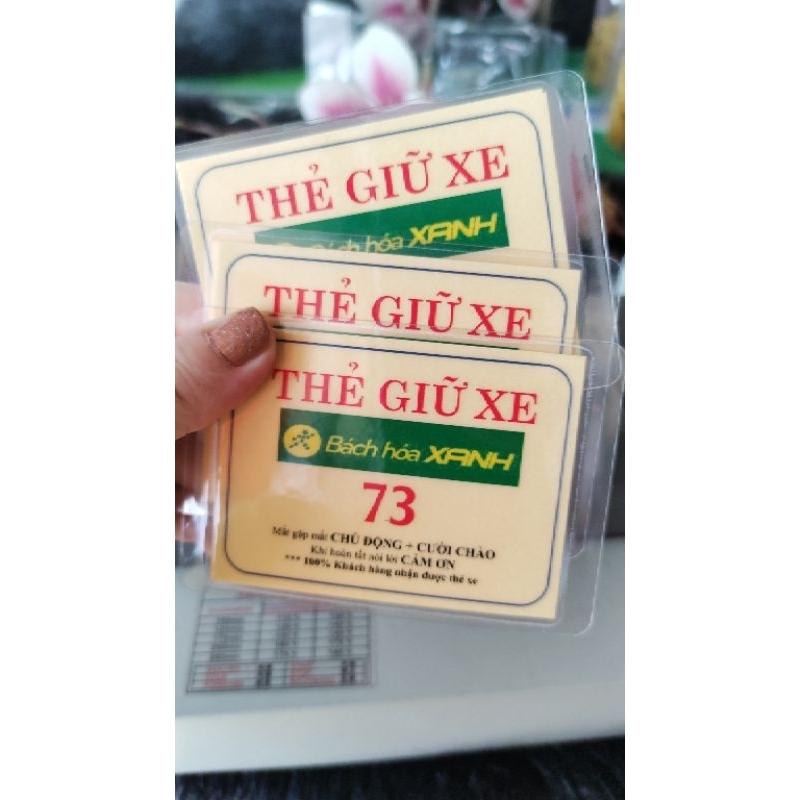 THẺ GIỮ XE
Bách hóa XANH
THẺ GIỮ XE
THẺ GIỮ XE
Bách hóa XANH
73
Mắt gặp mắt CHỦ ĐỘNG + CƯỜI CHÀO
Khi hoàn tất nói lời CẢM ƠN
*** 100% Khách hàng nhận được thẻ xe